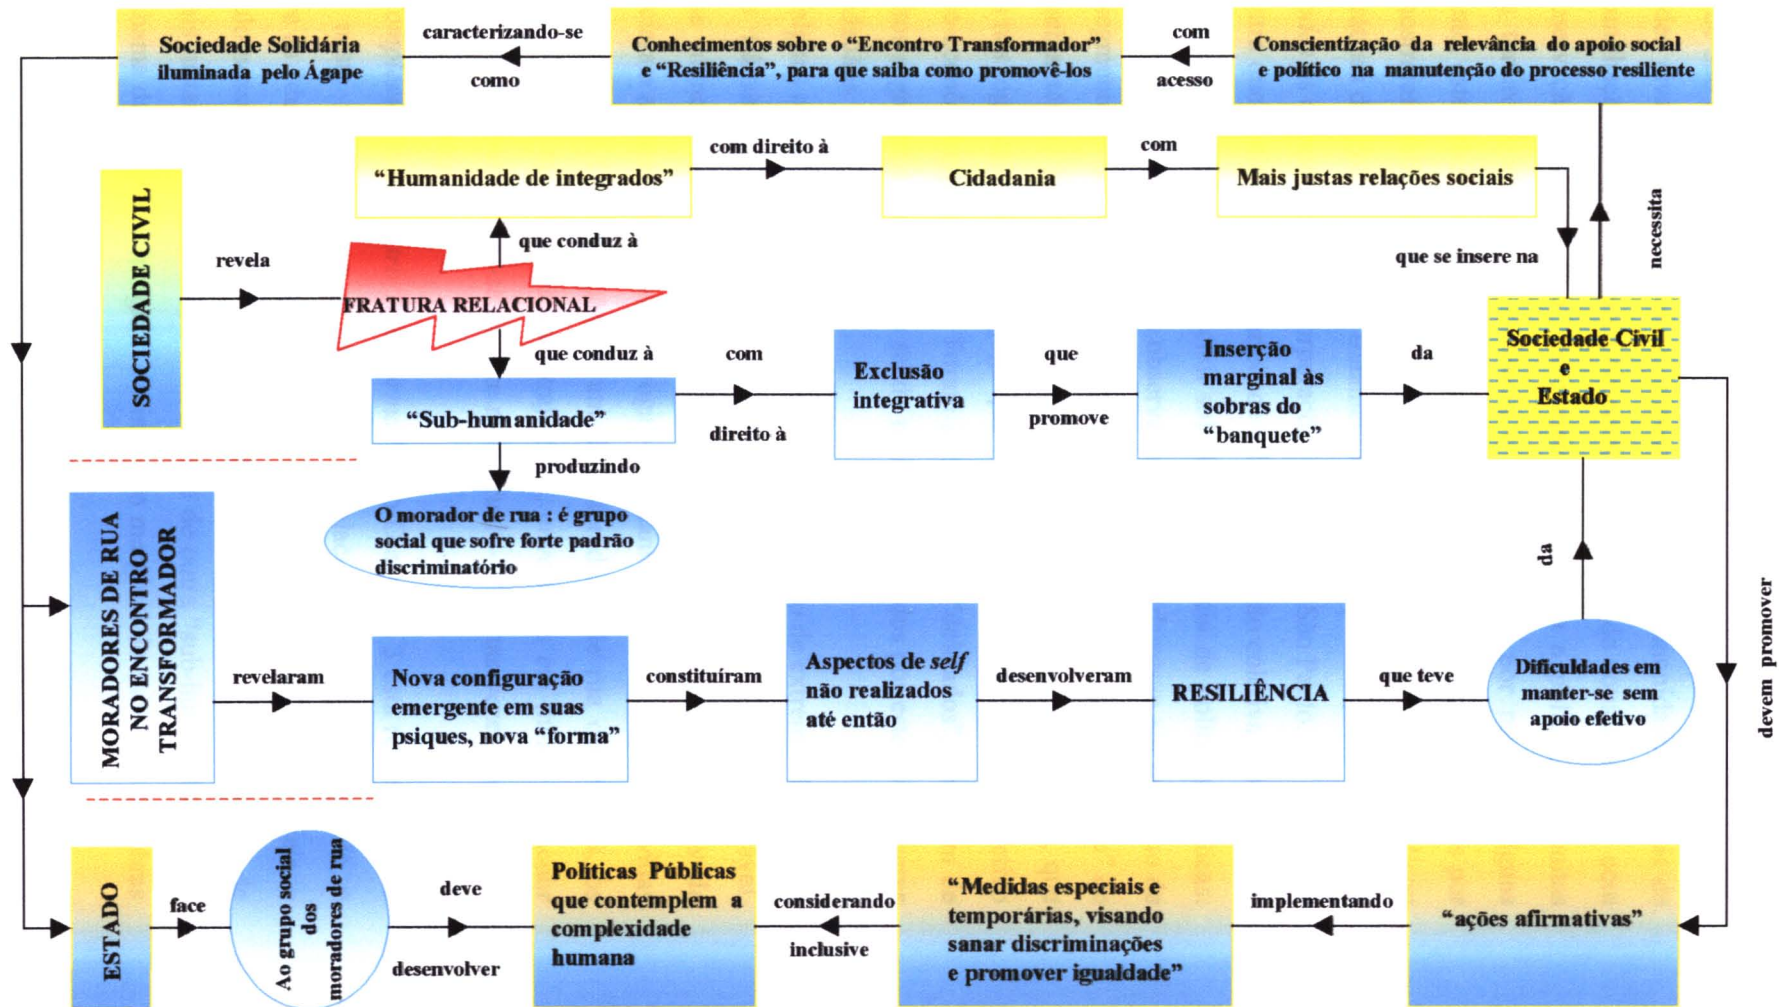 Sociedade Solidária
iluminada pelo Ágape
caracterizando-se
como
Conhecimentos sobre o “Encontro Transformador”
e “Resiliência”, para que saiba como promovê-los
com
acesso
Conscientização da relevância do apoio social
e político na manutenção do processo resiliente
SOCIEDADE CIVIL
revela
FRATURA RELACIONAL
que conduz à
“Humanidade de integrados”
com direito à
Cidadania
com
Mais justas relações sociais
que se insere na
necessita
que conduz à
“Sub-humanidade”
com
direito à
Exclusão
integrativa
que
promove
Inserção
marginal às
sobras do
“banquete”
da
Sociedade Civil
e
Estado
produzindo
O morador de rua : é grupo
social que sofre forte padrão
discriminatório
MORADORES DE RUA
NO ENCONTRO
TRANSFORMADOR
revelaram
Nova configuração
emergente em suas
psiques, nova “forma”
constituíram
Aspectos de self
não realizados
até então
desenvolveram
RESILIÊNCIA
que teve
Dificuldades em
manter-se sem
apoio efetivo
da
devem promover
ESTADO
face
Ao grupo social
dos
moradores de rua
deve
desenvolver
Políticas Públicas
que contemplem a
complexidade
humana
considerando
inclusive
“Medidas especiais e
temporárias, visando
sanar discriminações
e promover igualdade”
implementando
“ações afirmativas”